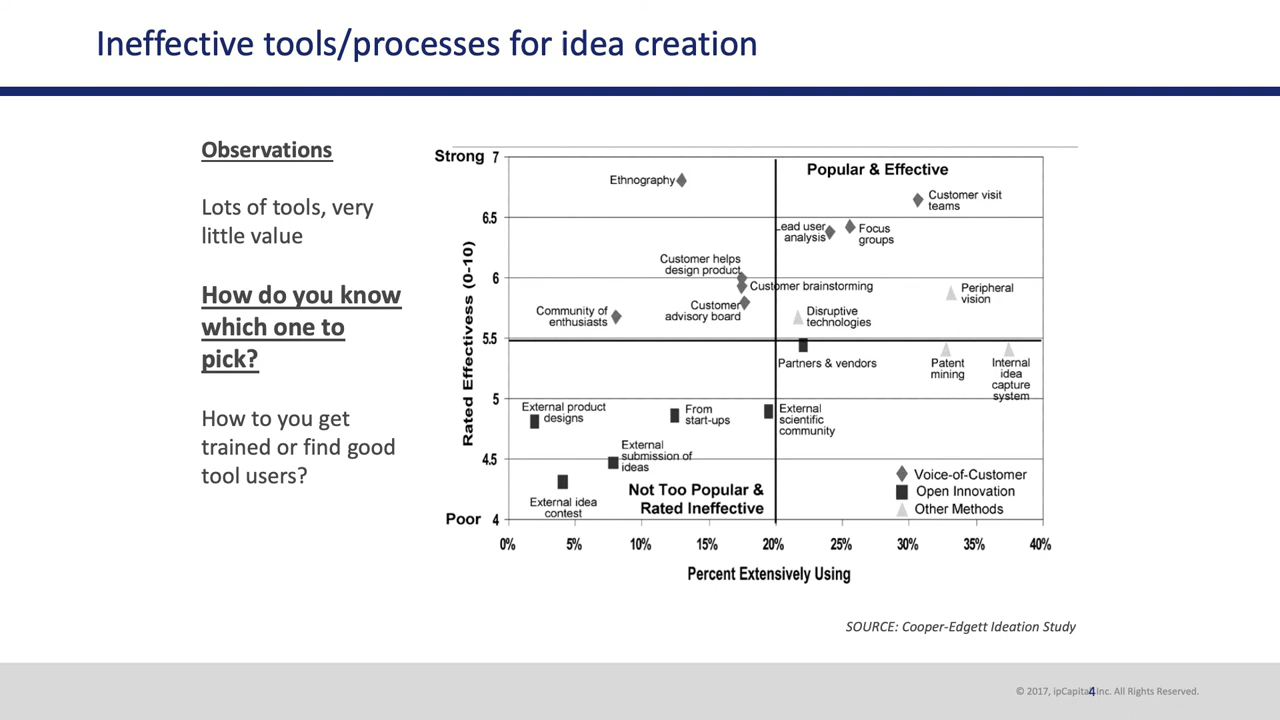 Ineffective tools/processes for idea creation
Observations
Lots of tools, very
little value
How do you know
which one to
pick?
How to you get
trained or find good
tool users?
Strong 7
6.5
6
5.5
5
4.5
Poor 4
Rated Effectiveness (0-10)
Popular & Effective
Ethnography
Customer visit
teams
Lead user
analysis
Focus
groups
Customer helps
design product
Customer brainstorming
Customer
advisory board
Community of
enthusiasts
Disruptive
technologies
Peripheral
vision
Partners & vendors
Patent
mining
Internal
idea
capture
system
External product
designs
From
start-ups
External
scientific
community
External
submission of
ideas
External idea
contest
Not Too Popular &
Rated Ineffective
Voice-of-Customer
Open Innovation
Other Methods
0% 5% 10% 15% 20% 25% 30% 35% 40%
Percent Extensively Using
SOURCE: Cooper-Edgett Ideation Study
© 2017, ipCapital Inc. All Rights Reserved.
4